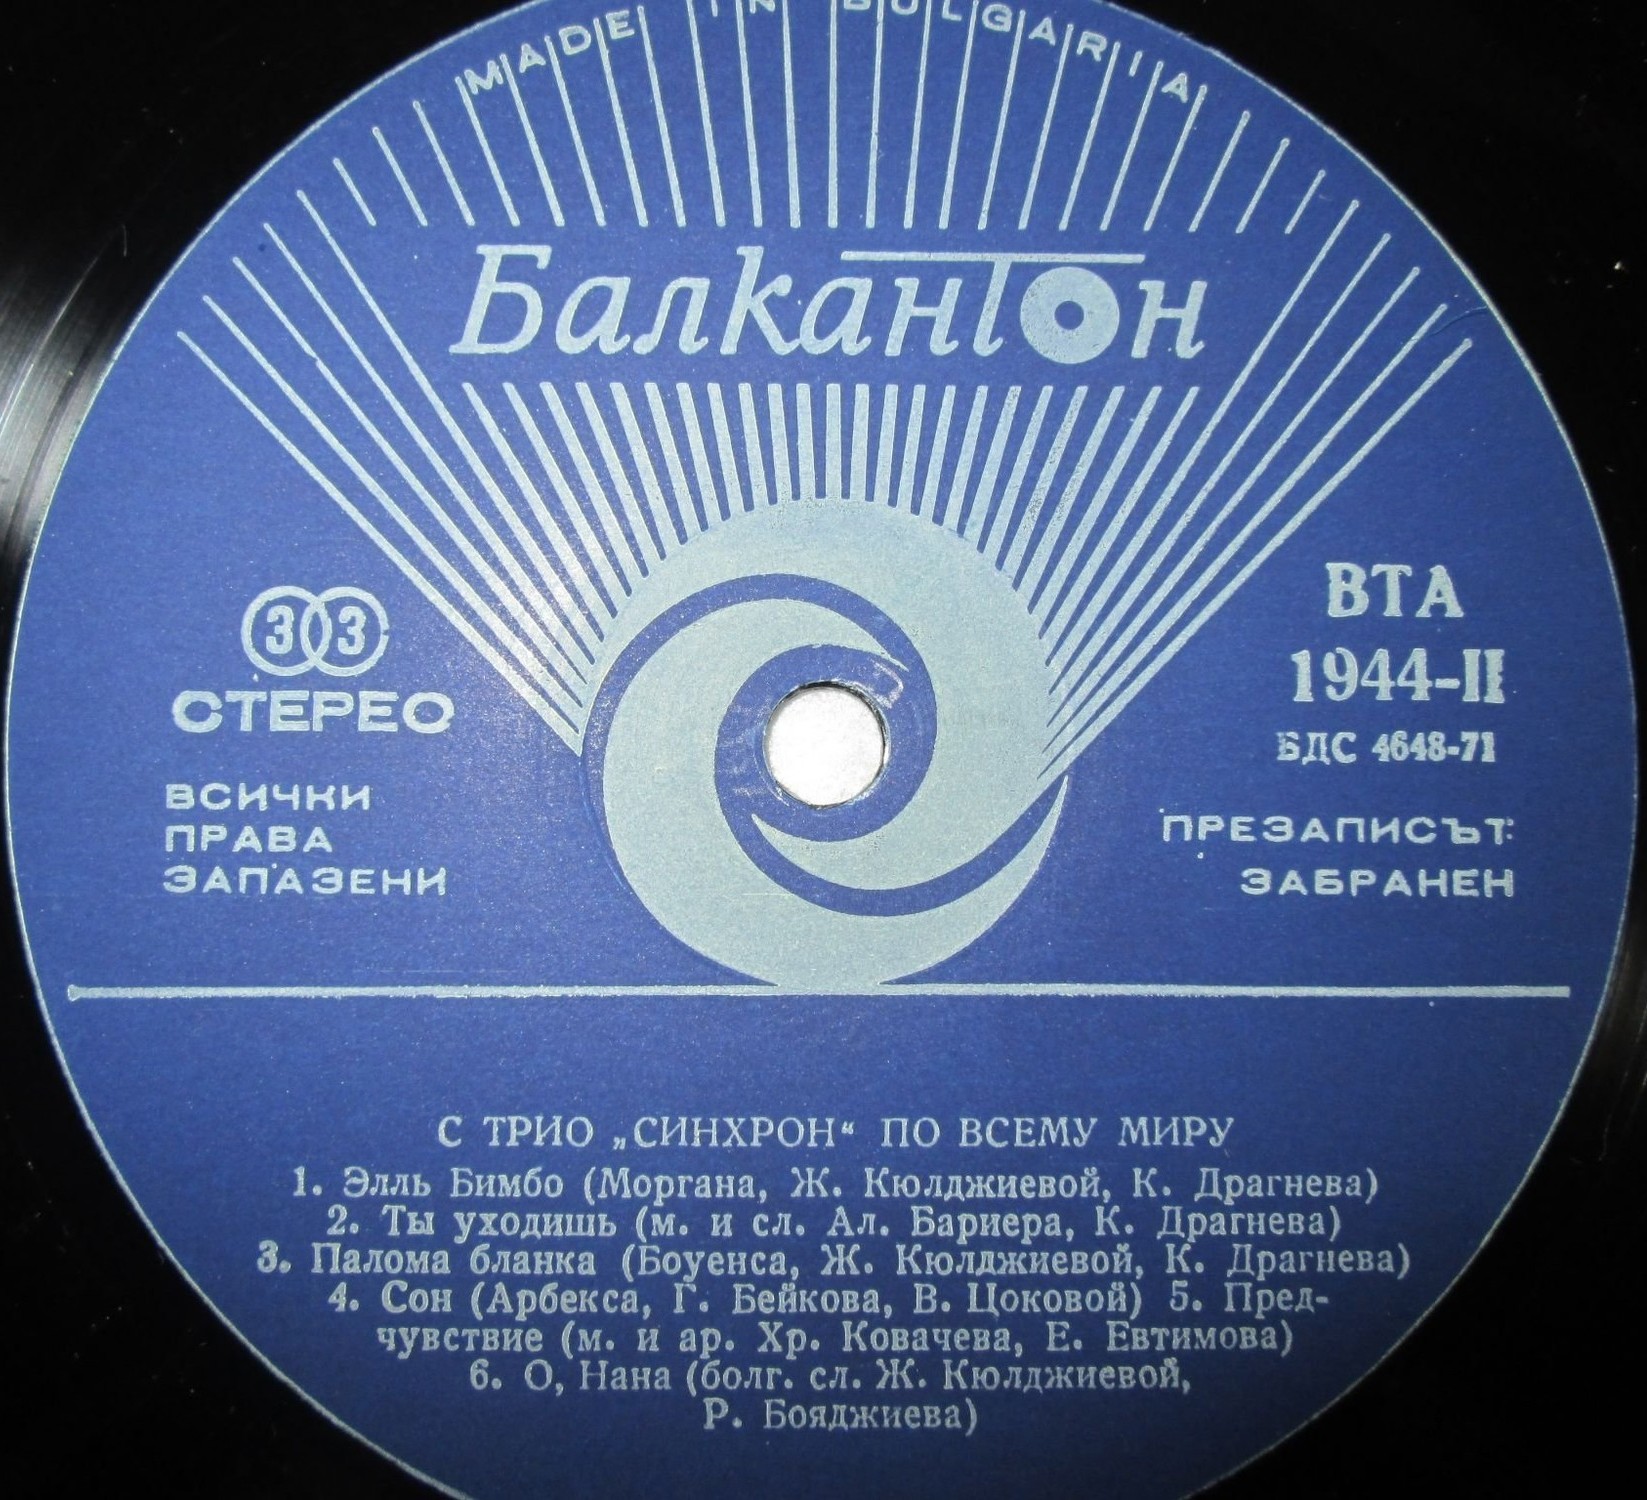 MADE IN BULGARIA
Балкантон
33
СТЕРЕО
ВСИЧКИ
ПРАВА
ЗАПАЗЕНИ
ВТА
1944-II
БДС 4648-71
ПРЕЗАПИСЪТ
ЗАБРАНЕН
С ТРИО „СИНХРОН“ ПО ВСЕМУ МИРУ
1. Элль Бимбо (Моргана, Ж. Кюлджиевой, К. Драгнева)
2. Ты уходишь (м. и сл. Ал. Бариера, К. Драгнева)
3. Палома бланка (Боуенса, Ж. Кюлджиевой, К. Драгнева)
4. Сон (Арбекса, Г. Бейкова, В. Цоковой) 5. Пред-
чувствие (м. и ар. Хр. Ковачева, Е. Евтимова)
6. О, Нана (болг. сл. Ж. Кюлджиевой,
Р. Бояджиева)